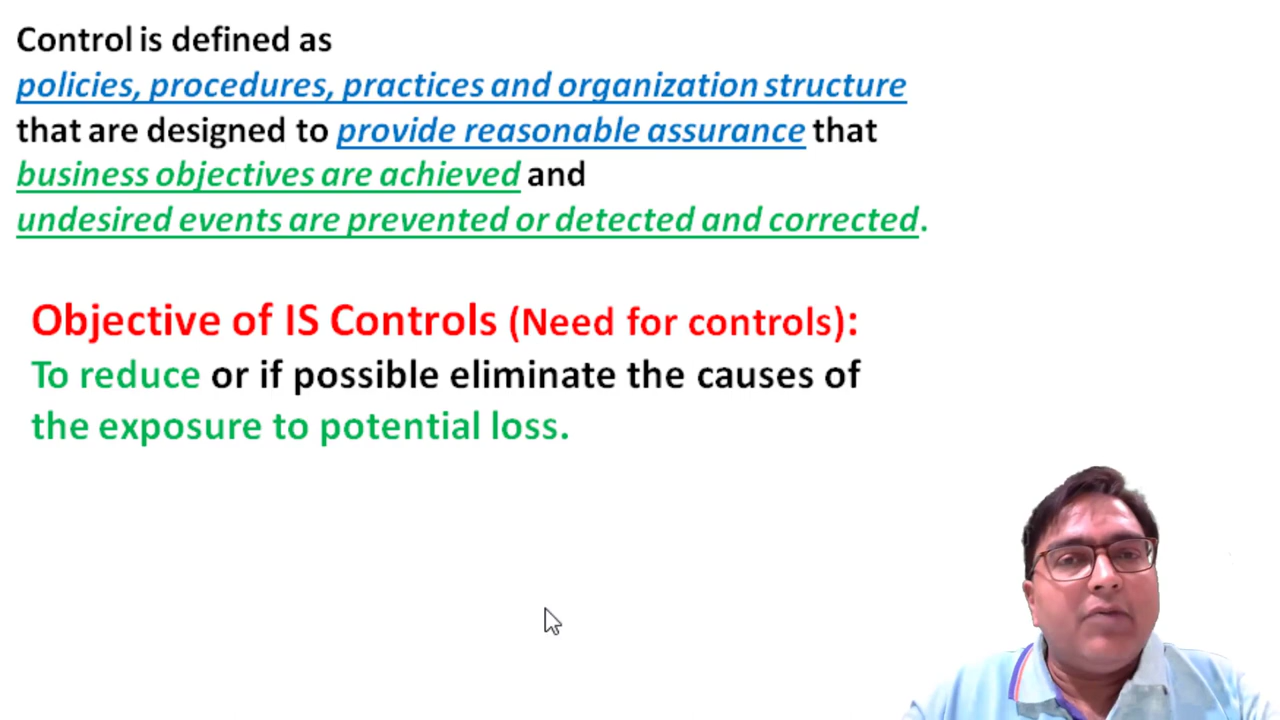 Control is defined as
policies, procedures, practices and organization structure
that are designed to provide reasonable assurance that
business objectives are achieved and
undesired events are prevented or detected and corrected.
Objective of IS Controls (Need for controls):
To reduce or if possible eliminate the causes of
the exposure to potential loss.